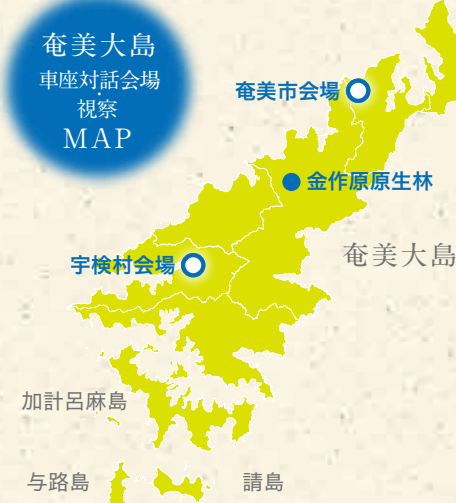 奄美大島
車座対話会場
・
視察
MAP
奄美市会場
金作原原生林
奄美大島
宇検村会場
加計呂麻島
与路島
請島